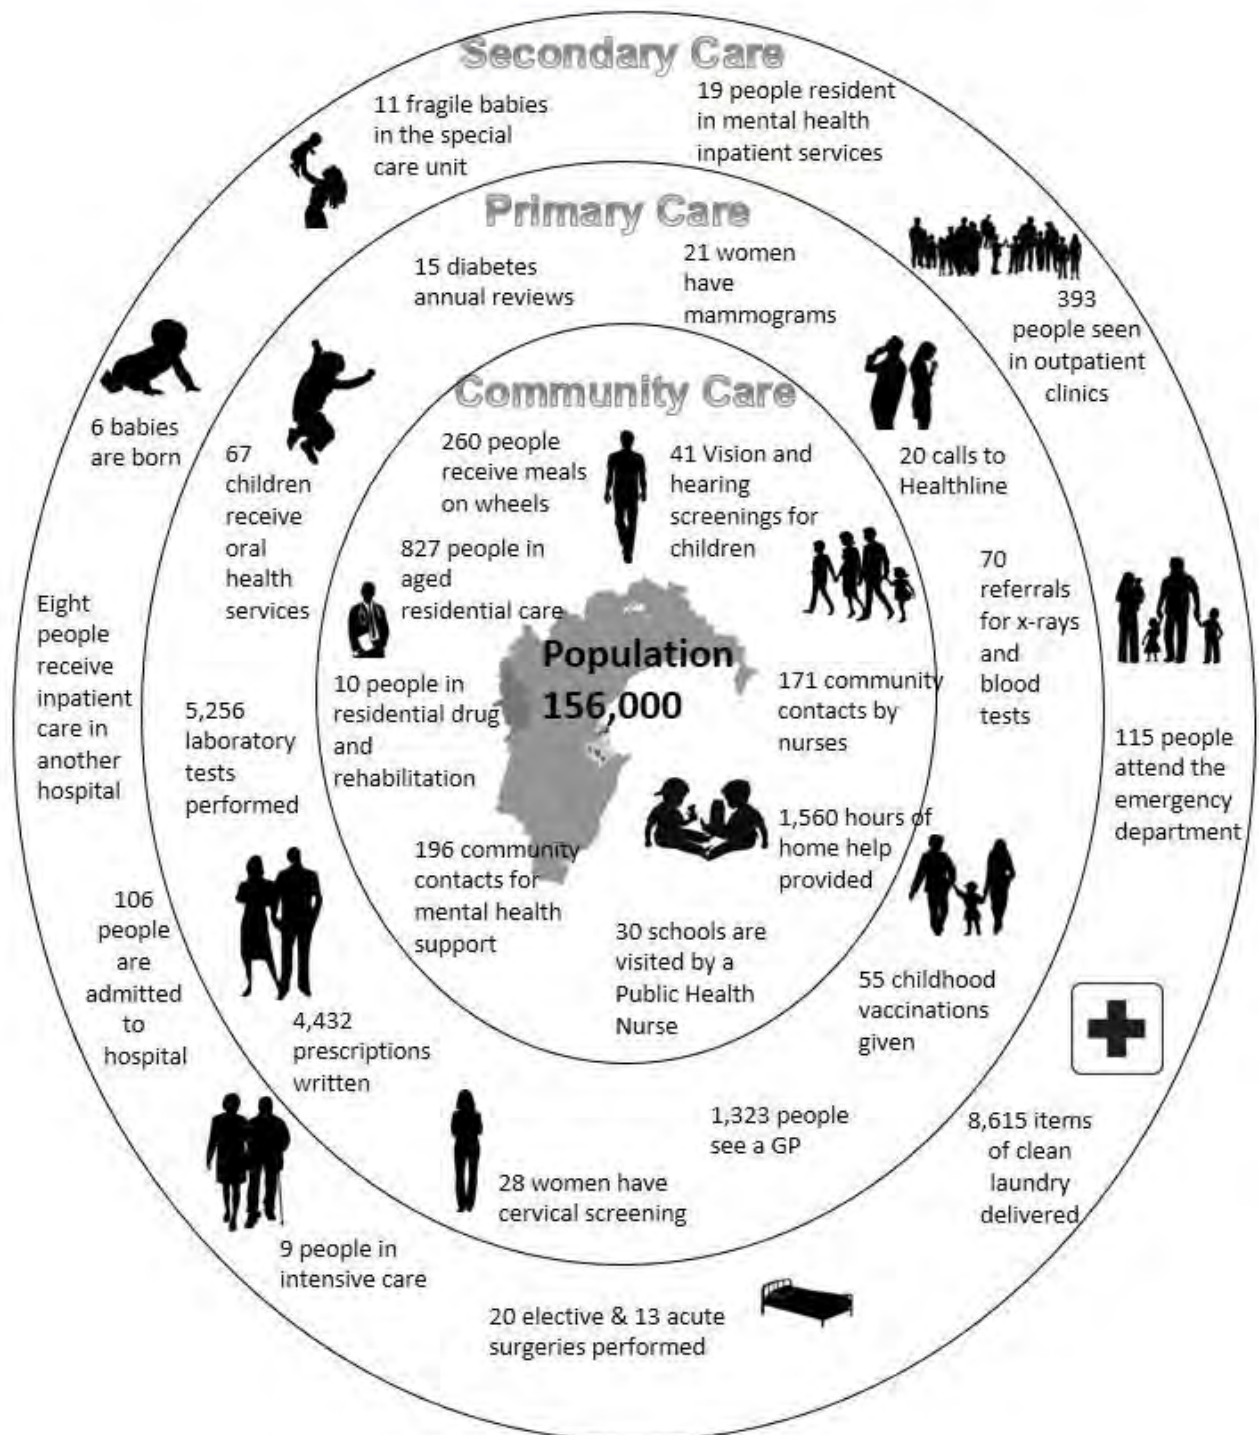 Secondary Care
11 fragile babies
in the special
care unit
19 people resident
in mental health
inpatient services
393
people seen
in outpatient
clinics
6 babies
are born
Eight
people
receive
inpatient
care in
another
hospital
115 people
attend the
emergency
department
106
people
are
admitted
to
hospital
8,615 items
of clean
laundry
delivered
9 people in
intensive care
20 elective & 13 acute
surgeries performed
Primary Care
15 diabetes
annual reviews
21 women
have
mammograms
67
children
receive
oral
health
services
20 calls to
Healthline
70
referrals
for x-rays
and
blood
tests
5,256
laboratory
tests
performed
4,432
prescriptions
written
55 childhood
vaccinations
given
1,323 people
see a GP
28 women have
cervical screening
Community Care
260 people
receive meals
on wheels
41 Vision and
hearing
screenings for
children
827 people in
aged
residential care
Population
156,000
10 people in
residential drug
and
rehabilitation
171 community
contacts by
nurses
1,560 hours of
home help
provided
196 community
contacts for
mental health
support
30 schools are
visited by a
Public Health
Nurse